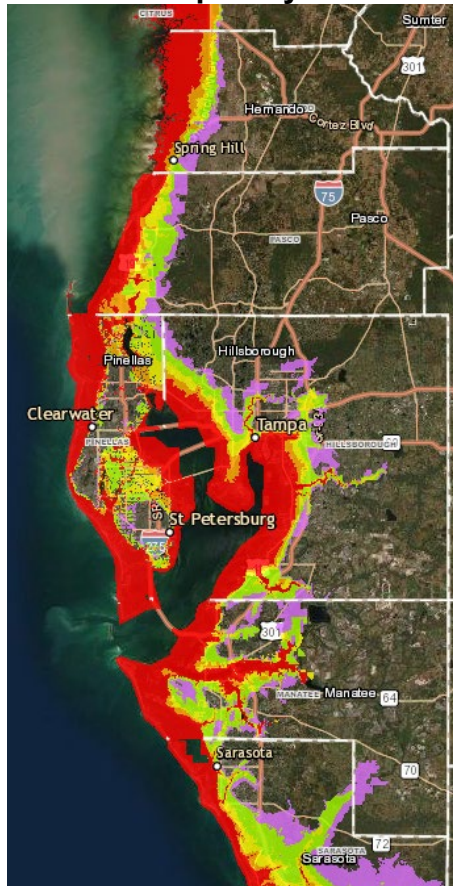 CITRUS
Sumter
301
Hernando
Cortez Blvd
Spring Hill
75
Pasco
PASCO
Hillsborough
Pinellas
Clearwater
PINELLAS
Tampa
HILLSBOROUGH
SR
St Petersburg
275
301
MANATEE
Manatee
64
Sarasota
70
72
SARASOTA
Sarasota